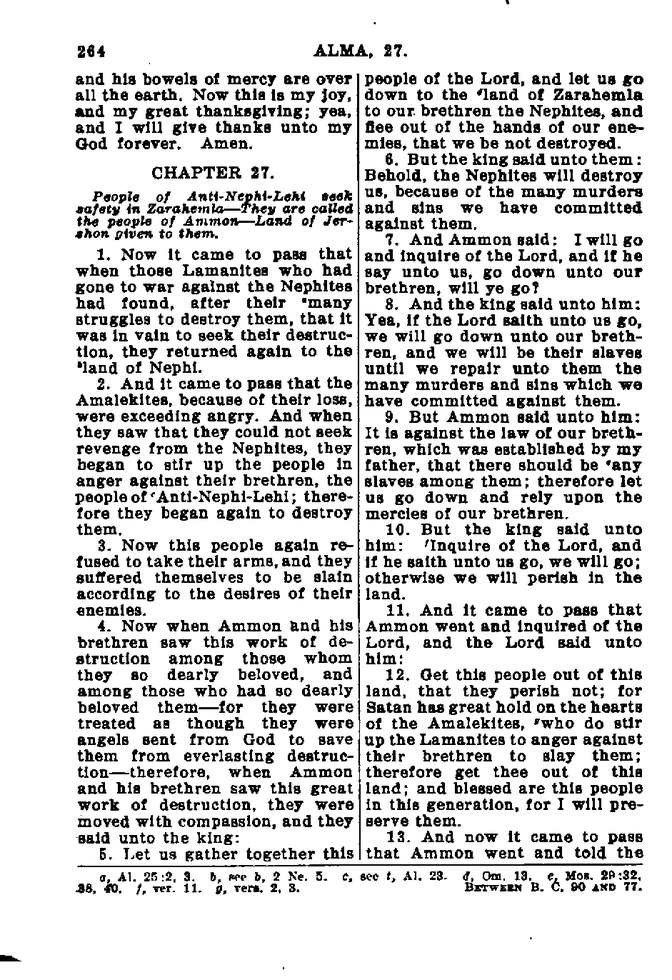 264
ALMA, 27.
and his bowels of mercy are over
all the earth. Now this is my joy,
and my great thanksgiving; yea,
and I will give thanks unto my
God forever. Amen.
CHAPTER 27.
People of Anti-Nephi-Lehi seek
safety in Zarahemla—They are called
the people of Ammon—Land of Jer-
shon given to them.
1. Now it came to pass that
when those Lamanites who had
gone to war against the Nephites
had found, after their ᵃmany
struggles to destroy them, that it
was in vain to seek their destruc-
tion, they returned again to the
ᵇland of Nephi.
2. And it came to pass that the
Amalekites, because of their loss,
were exceeding angry. And when
they saw that they could not seek
revenge from the Nephites, they
began to stir up the people in
anger against their brethren, the
people of ᶜAnti-Nephi-Lehi; there-
fore they began again to destroy
them.
3. Now this people again re-
fused to take their arms, and they
suffered themselves to be slain
according to the desires of their
enemies.
4. Now when Ammon and his
brethren saw this work of de-
struction among those whom
they so dearly beloved, and
among those who had so dearly
beloved them—for they were
treated as though they were
angels sent from God to save
them from everlasting destruc-
tion—therefore, when Ammon
and his brethren saw this great
work of destruction, they were
moved with compassion, and they
said unto the king:
5. Let us gather together this
people of the Lord, and let us go
down to the ᵈland of Zarahemla
to our brethren the Nephites, and
flee out of the hands of our ene-
mies, that we be not destroyed.
6. But the king said unto them:
Behold, the Nephites will destroy
us, because of the many murders
and sins we have committed
against them.
7. And Ammon said: I will go
and inquire of the Lord, and if he
say unto us, go down unto our
brethren, will ye go?
8. And the king said unto him:
Yea, if the Lord saith unto us go,
we will go down unto our breth-
ren, and we will be their slaves
until we repair unto them the
many murders and sins which we
have committed against them.
9. But Ammon said unto him:
It is against the law of our breth-
ren, which was established by my
father, that there should be ᵉany
slaves among them; therefore let
us go down and rely upon the
mercies of our brethren.
10. But the king said unto
him: ᶠInquire of the Lord, and
if he saith unto us go, we will go;
otherwise we will perish in the
land.
11. And it came to pass that
Ammon went and inquired of the
Lord, and the Lord said unto
him:
12. Get this people out of this
land, that they perish not; for
Satan has great hold on the hearts
of the Amalekites, ᵍwho do stir
up the Lamanites to anger against
their brethren to slay them;
therefore get thee out of this
land; and blessed are this people
in this generation, for I will pre-
serve them.
13. And now it came to pass
that Ammon went and told the
a, Al. 25:2, 3. b, see b, 2 Ne. 5. c, see t, Al. 23. d, Om. 13. e, Mos. 29:32,
38, 40. f, ver. 11. g, vers. 2, 3.
BETWEEN B. C. 90 AND 77.